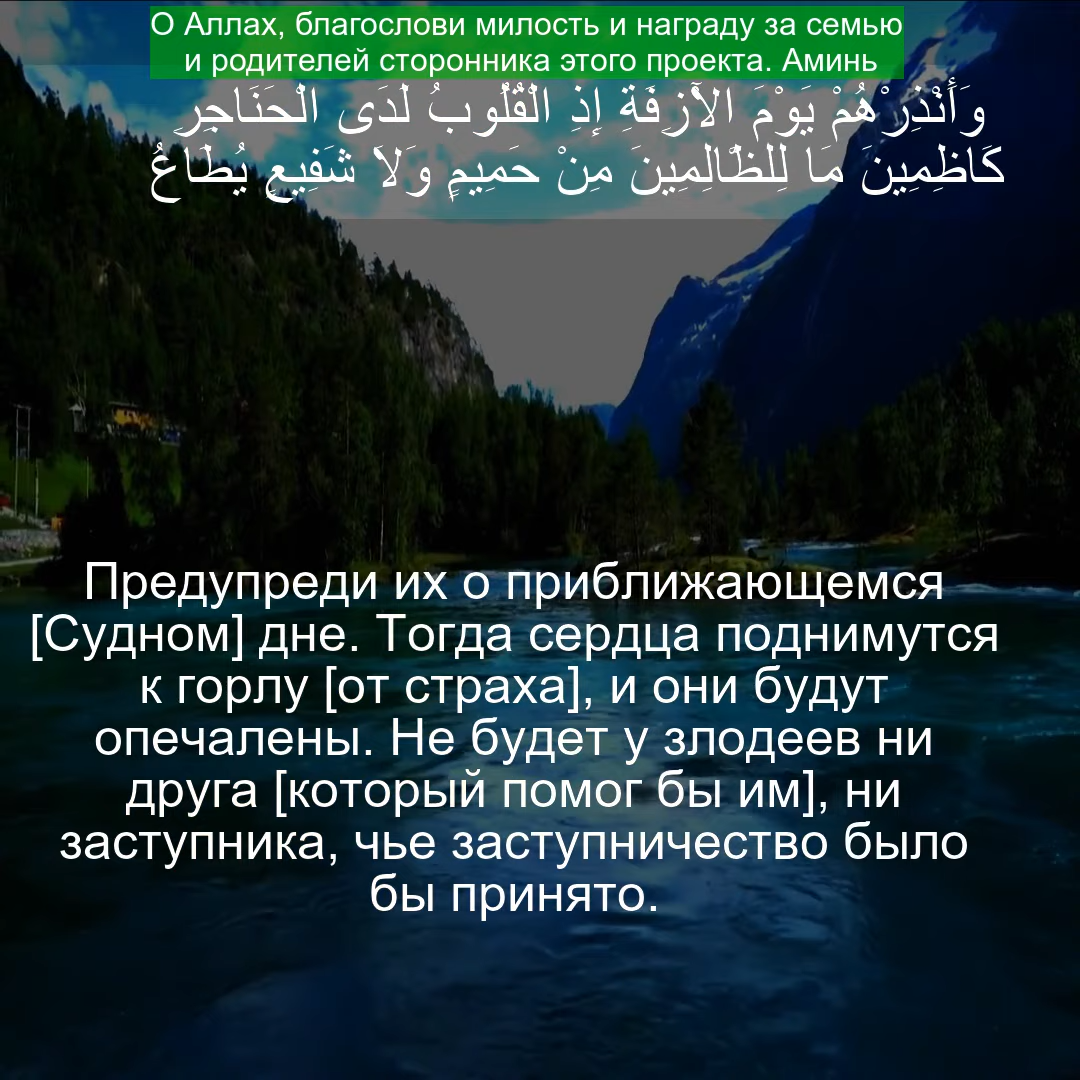 О Аллах, благослови милость и награду за семью
и родителей сторонника этого проекта. Аминь
وَأَنْذِرْهُمْ يَوْمَ الْآزِفَةِ إِذِ الْقُلُوبُ لَدَى الْحَنَاجِرِ
كَاظِمِينَ مَا لِلظَّالِمِينَ مِنْ حَمِيمٍ وَلَا شَفِيعٍ يُطَاعُ
Предупреди их о приближающемся
[Судном] дне. Тогда сердца поднимутся
к горлу [от страха], и они будут
опечалены. Не будет у злодеев ни
друга [который помог бы им], ни
заступника, чье заступничество было
бы принято.